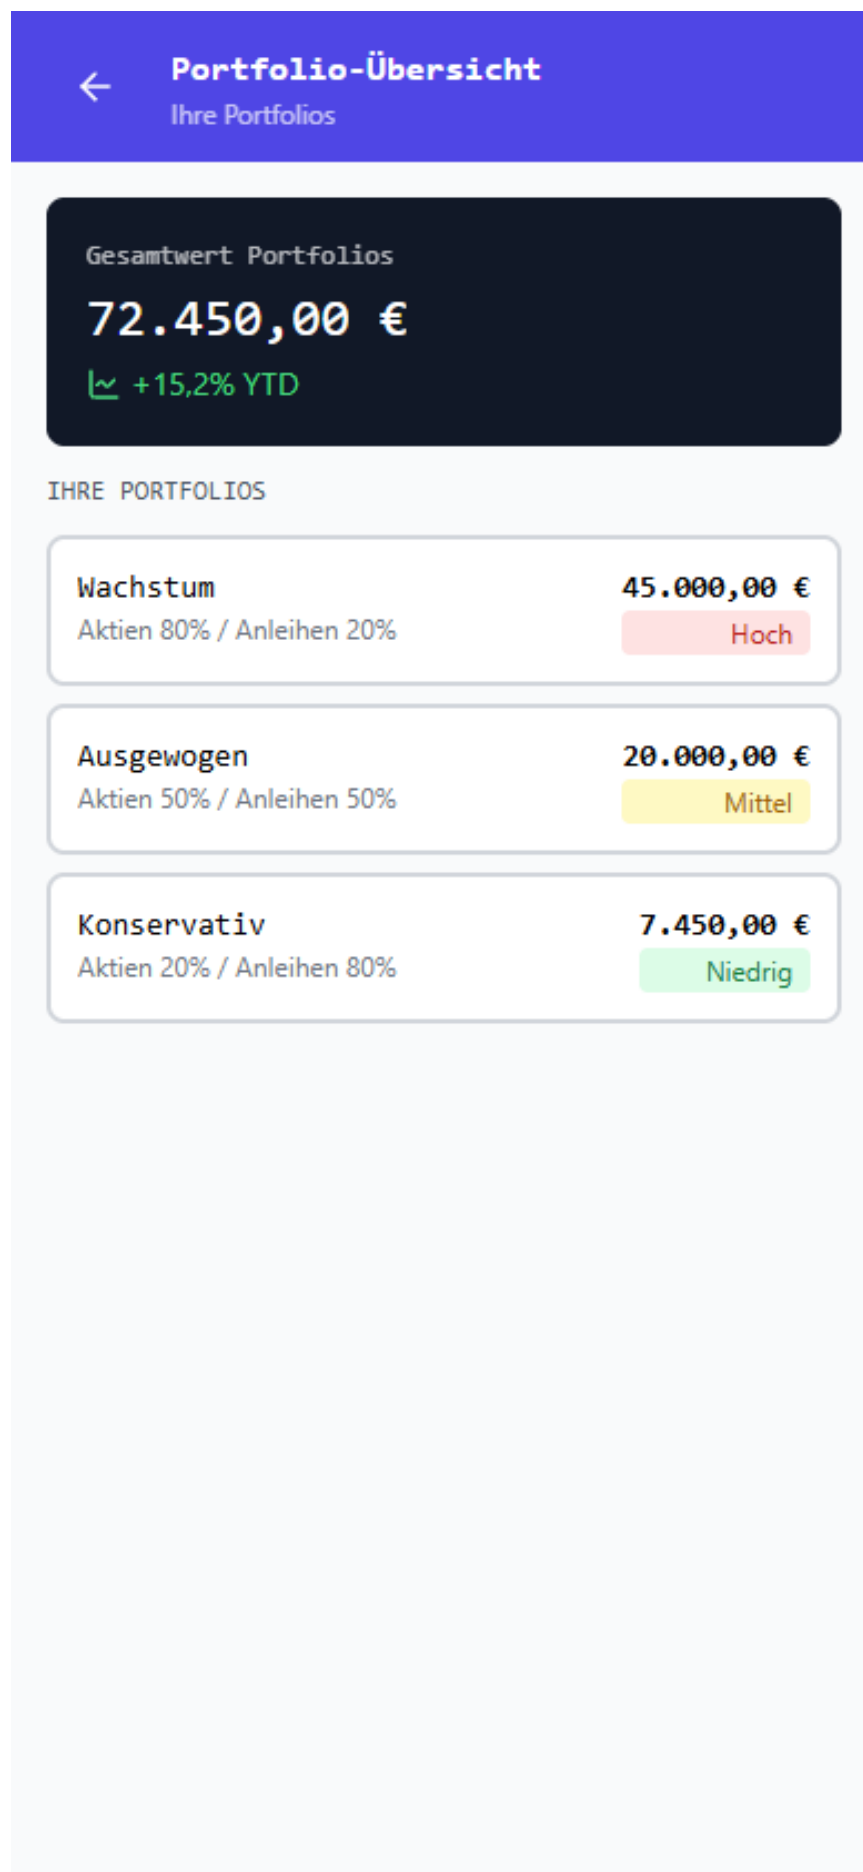 Portfolio-Übersicht
Ihre Portfolios
Gesamtwert Portfolios
72.450,00 €
+15,2% YTD
IHRE PORTFOLIOS
Wachstum
45.000,00 €
Aktien 80% / Anleihen 20%
Hoch
Ausgewogen
20.000,00 €
Aktien 50% / Anleihen 50%
Mittel
Konservativ
7.450,00 €
Aktien 20% / Anleihen 80%
Niedrig